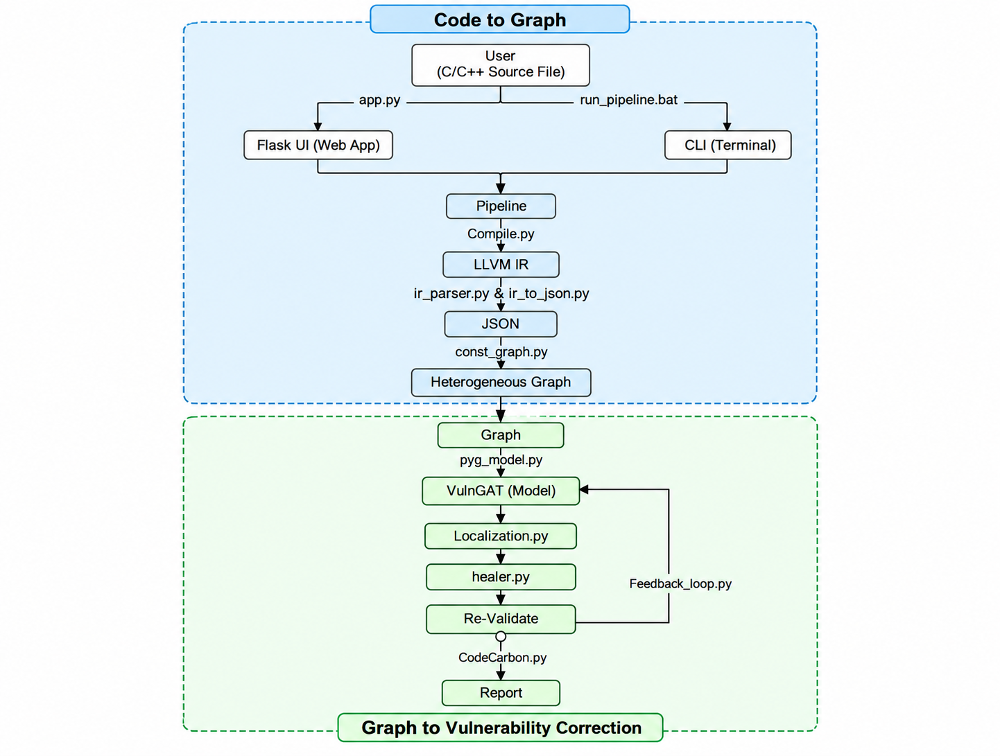 Code to Graph
User
(C/C++ Source File)
app.py
run_pipeline.bat
Flask UI (Web App)
CLI (Terminal)
Pipeline
Compile.py
LLVM IR
ir_parser.py & ir_to_json.py
JSON
const_graph.py
Heterogeneous Graph
Graph
pyg_model.py
VulnGAT (Model)
Localization.py
healer.py
Feedback_loop.py
Re-Validate
CodeCarbon.py
Report
Graph to Vulnerability Correction